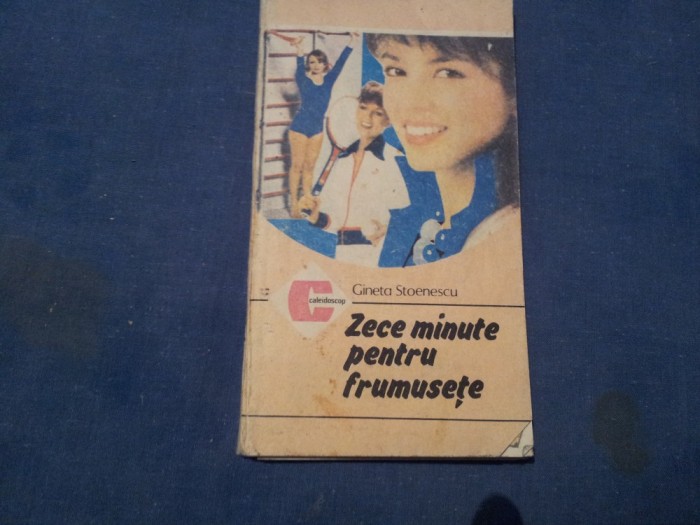 Gineta Stoenescu
caleidoscop
Zece minute
pentru
frumusețe